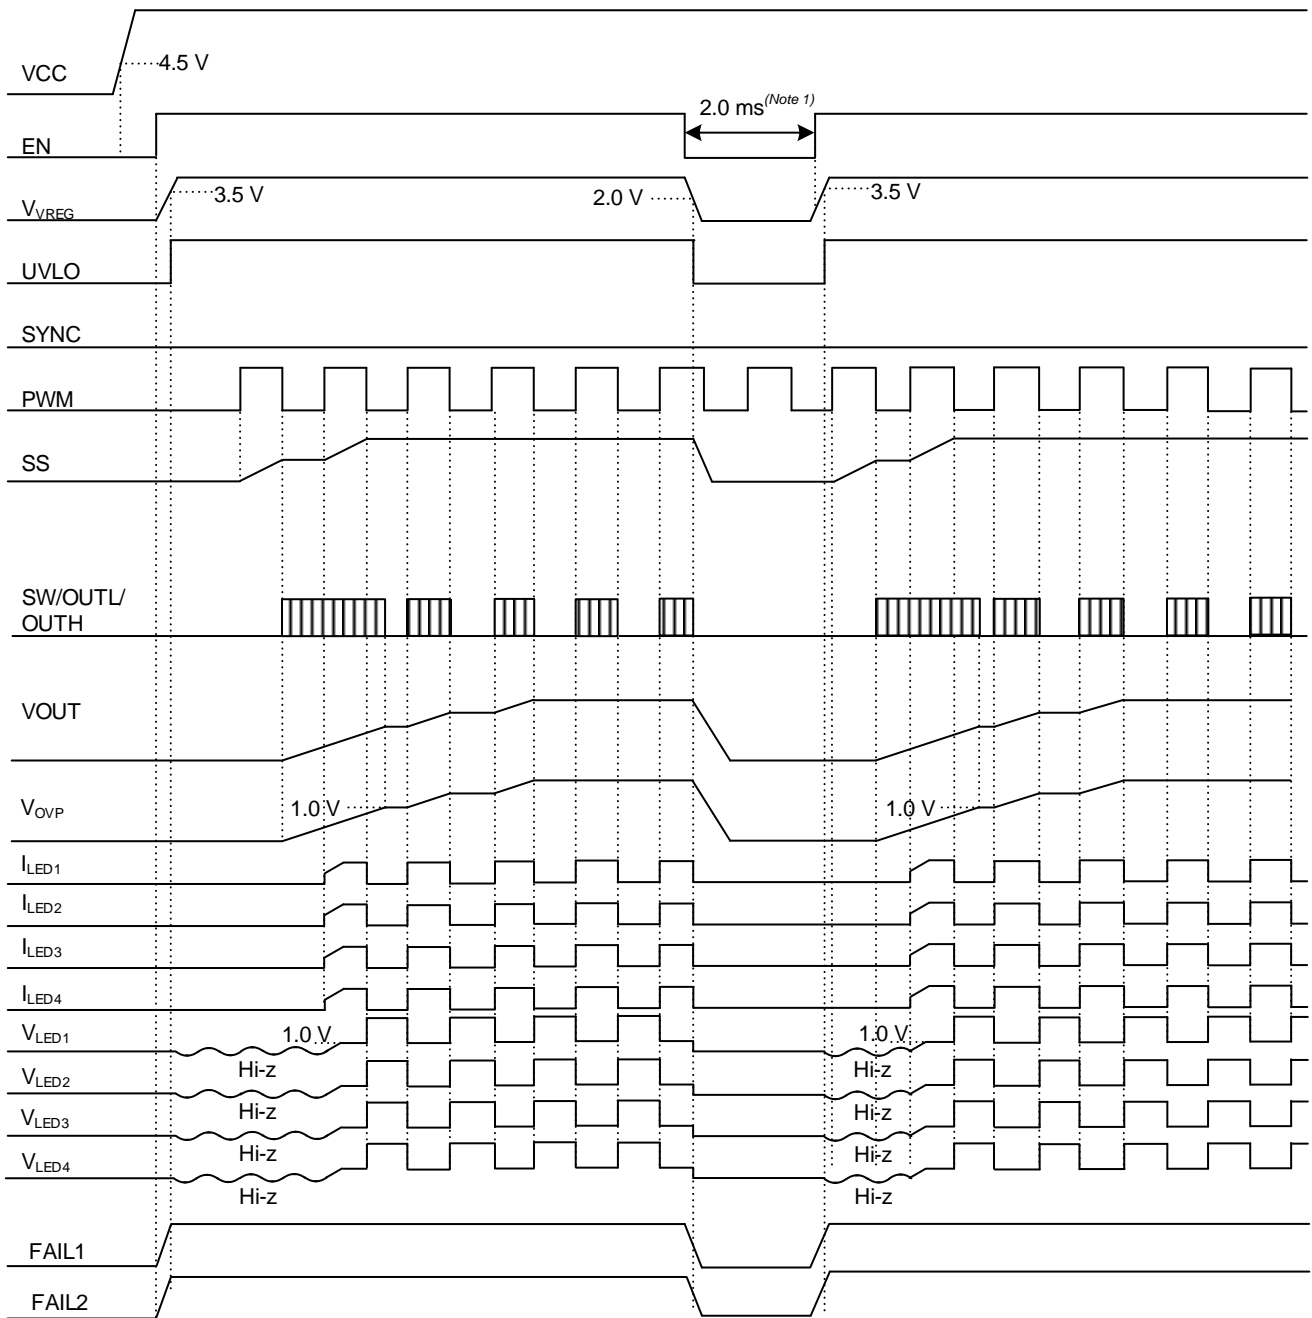 VCC
4.5 V
EN
2.0 ms(Note 1)
VVREG
3.5 V
2.0 V
3.5 V
UVLO
SYNC
PWM
SS
SW/OUTL/
OUTH
VOUT
VOVP
1.0 V
1.0 V
ILED1
ILED2
ILED3
ILED4
VLED1
1.0 V
1.0 V
Hi-z
Hi-z
VLED2
Hi-z
Hi-z
VLED3
Hi-z
Hi-z
VLED4
Hi-z
Hi-z
FAIL1
FAIL2